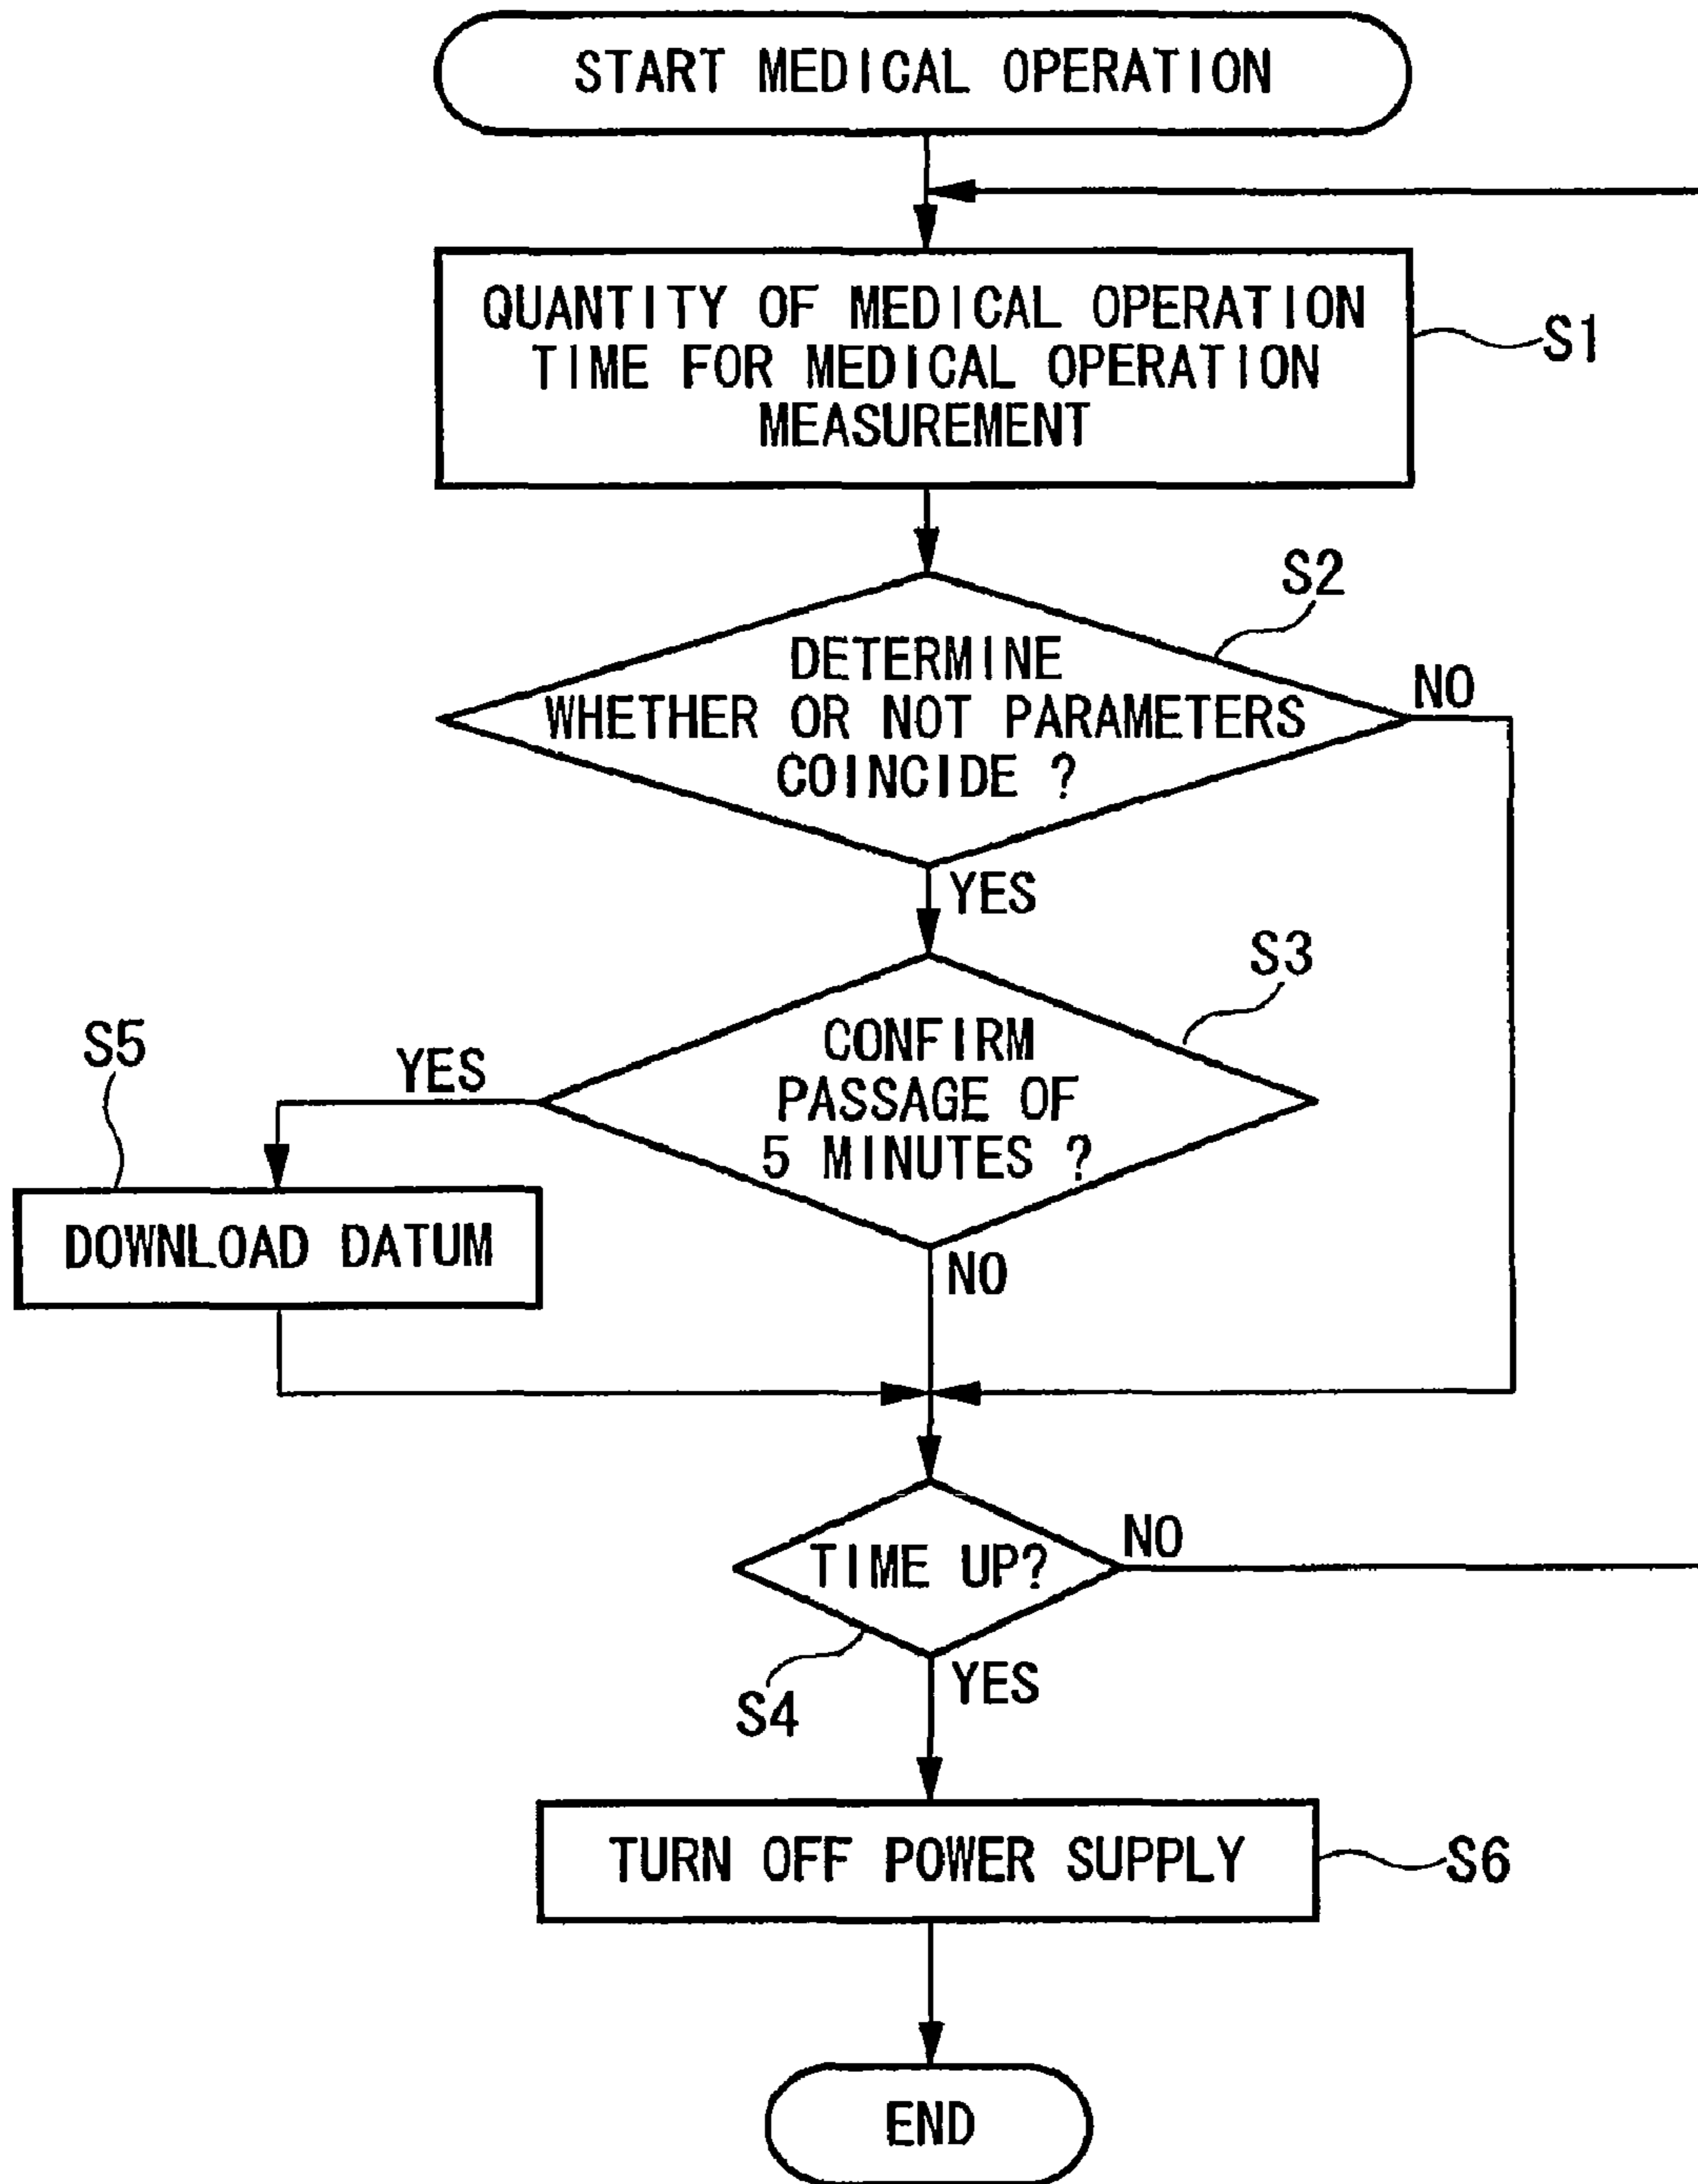 START MEDICAL OPERATION
QUANTITY OF MEDICAL OPERATION
TIME FOR MEDICAL OPERATION
MEASUREMENT
S1
S2
DETERMINE
WHETHER OR NOT PARAMETERS
COINCIDE ?
NO
YES
S3
CONFIRM
PASSAGE OF
5 MINUTES ?
YES
S5
DOWNLOAD DATUM
NO
TIME UP?
NO
S4
YES
TURN OFF POWER SUPPLY
S6
END